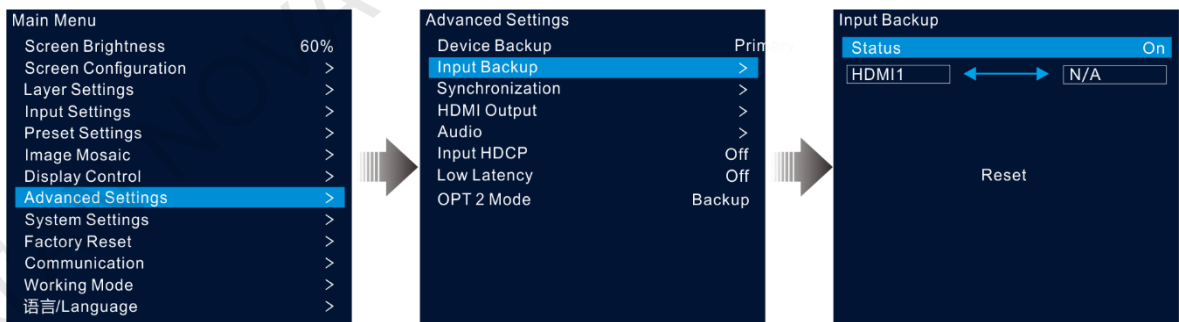 Main Menu
Screen Brightness 60%
Screen Configuration >
Layer Settings >
Input Settings >
Preset Settings >
Image Mosaic >
Display Control >
Advanced Settings >
System Settings >
Factory Reset >
Communication >
Working Mode >
语言/Language >
Advanced Settings
Device Backup Primary
Input Backup >
Synchronization >
HDMI Output >
Audio >
Input HDCP Off
Low Latency Off
OPT 2 Mode Backup
Input Backup
Status On
HDMI1 N/A
Reset
NOVA